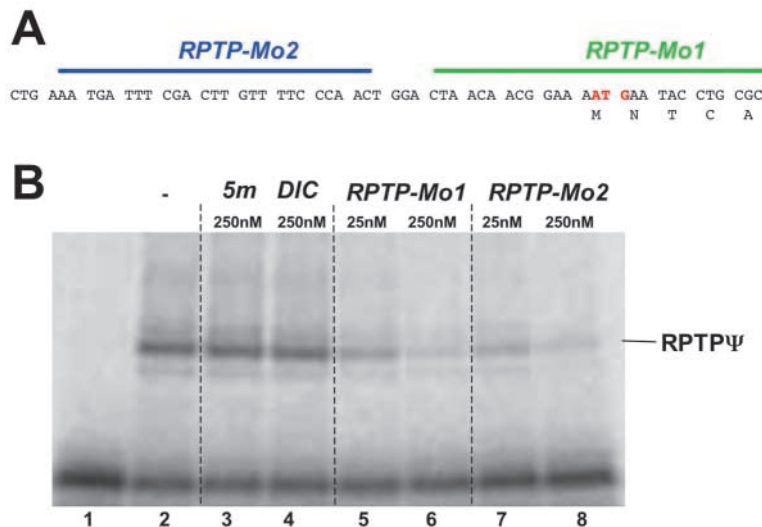 A
RPTP-Mo2 RPTP-Mo1
CTG AAA TGA TTT CGA CTT GTT TTC CCA ACT GGA CTA ACA ACG GAA AAT GAA TAC CTG CGC
M N T C A
B
- 5m DIC RPTP-Mo1 RPTP-Mo2
250nM 250nM 25nM 250nM 25nM 250nM
RPTPΨ
1 2 3 4 5 6 7 8